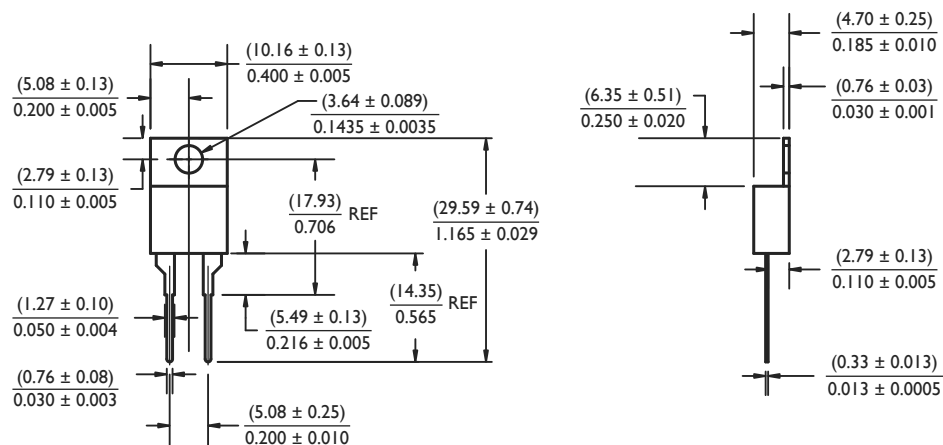 (10.16 ± 0.13)
0.400 ± 0.005
(5.08 ± 0.13)
0.200 ± 0.005
(3.64 ± 0.089)
0.1435 ± 0.0035
(2.79 ± 0.13)
0.110 ± 0.005
(17.93) REF
0.706
(29.59 ± 0.74)
1.165 ± 0.029
(14.35) REF
0.565
(1.27 ± 0.10)
0.050 ± 0.004
(5.49 ± 0.13)
0.216 ± 0.005
(0.76 ± 0.08)
0.030 ± 0.003
(5.08 ± 0.25)
0.200 ± 0.010
(4.70 ± 0.25)
0.185 ± 0.010
(0.76 ± 0.03)
0.030 ± 0.001
(6.35 ± 0.51)
0.250 ± 0.020
(2.79 ± 0.13)
0.110 ± 0.005
(0.33 ± 0.013)
0.013 ± 0.0005